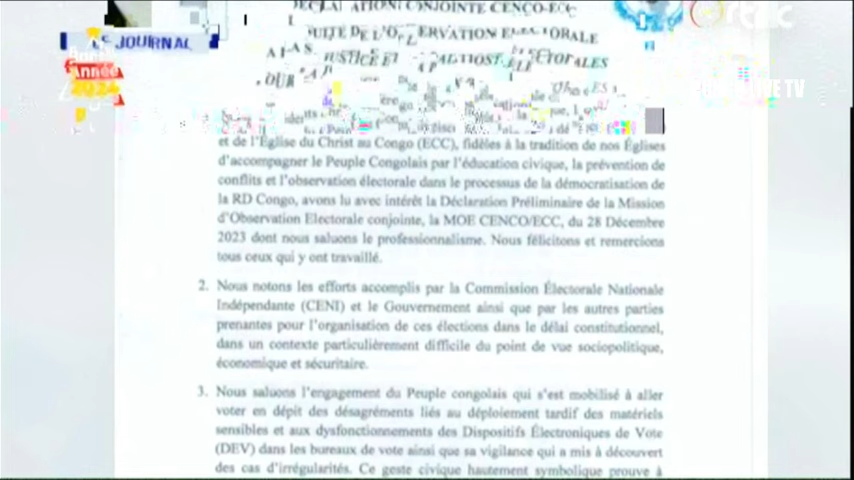 LE JOURNAL
Bonne
Année
2024
LIVE TV
ATION CONJOINTE CENCO-ECC
ET
et de l'Église du Christ au Congo (ECC), fidèles à la tradition de nos Églises
d'accompagner le Peuple Congolais par l'éducation civique, la prévention de
conflits et l'observation électorale dans le processus de la démocratisation de
la RD Congo, avons lu avec intérêt la Déclaration Préliminaire de la Mission
d'Observation Electorale conjointe, la MOE CENCO/ECC, du 28 Décembre
2023 dont nous saluons le professionnalisme. Nous félicitons et remercions
tous ceux qui y ont travaillé.
2. Nous notons les efforts accomplis par la Commission Électorale Nationale
Indépendante (CENI) et le Gouvernement ainsi que par les autres parties
prenantes pour l'organisation de ces élections dans le délai constitutionnel,
dans un contexte particulièrement difficile du point de vue sociopolitique,
économique et sécuritaire.
3. Nous saluons l'engagement du Peuple congolais qui s'est mobilisé à aller
voter en dépit des désagréments liés au déploiement tardif des matériels
sensibles et aux dysfonctionnements des Dispositifs Électroniques de Vote
(DEV) dans les bureaux de vote ainsi que sa vigilance qui a mis à découvert
des cas d'irrégularités. Ce geste civique hautement symbolique prouve à